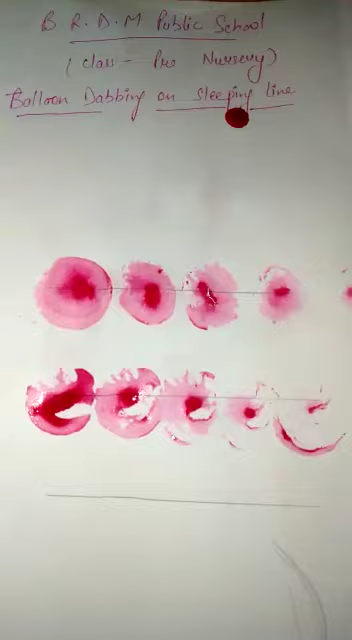 B R. D. M Public School
(Class - Pre Nursery)
Balloon Dabbing on sleeping line